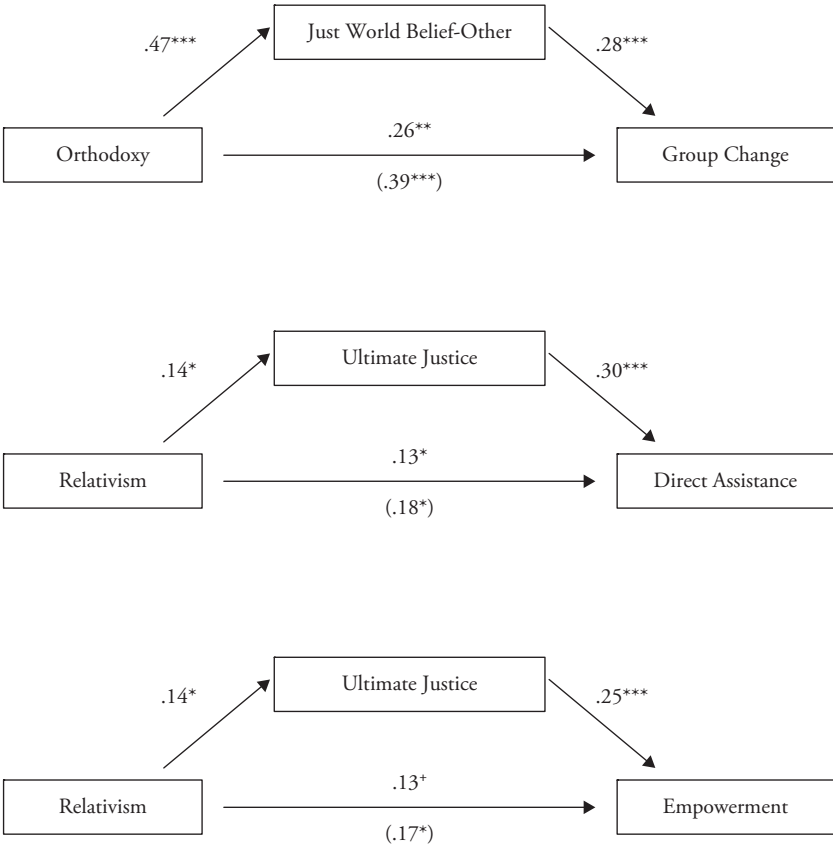 Just World Belief-Other
.47***
.28***
Orthodoxy
.26**
(.39***)
Group Change
Ultimate Justice
.14*
.30***
Relativism
.13*
(.18*)
Direct Assistance
Ultimate Justice
.14*
.25***
Relativism
.13⁺
(.17*)
Empowerment